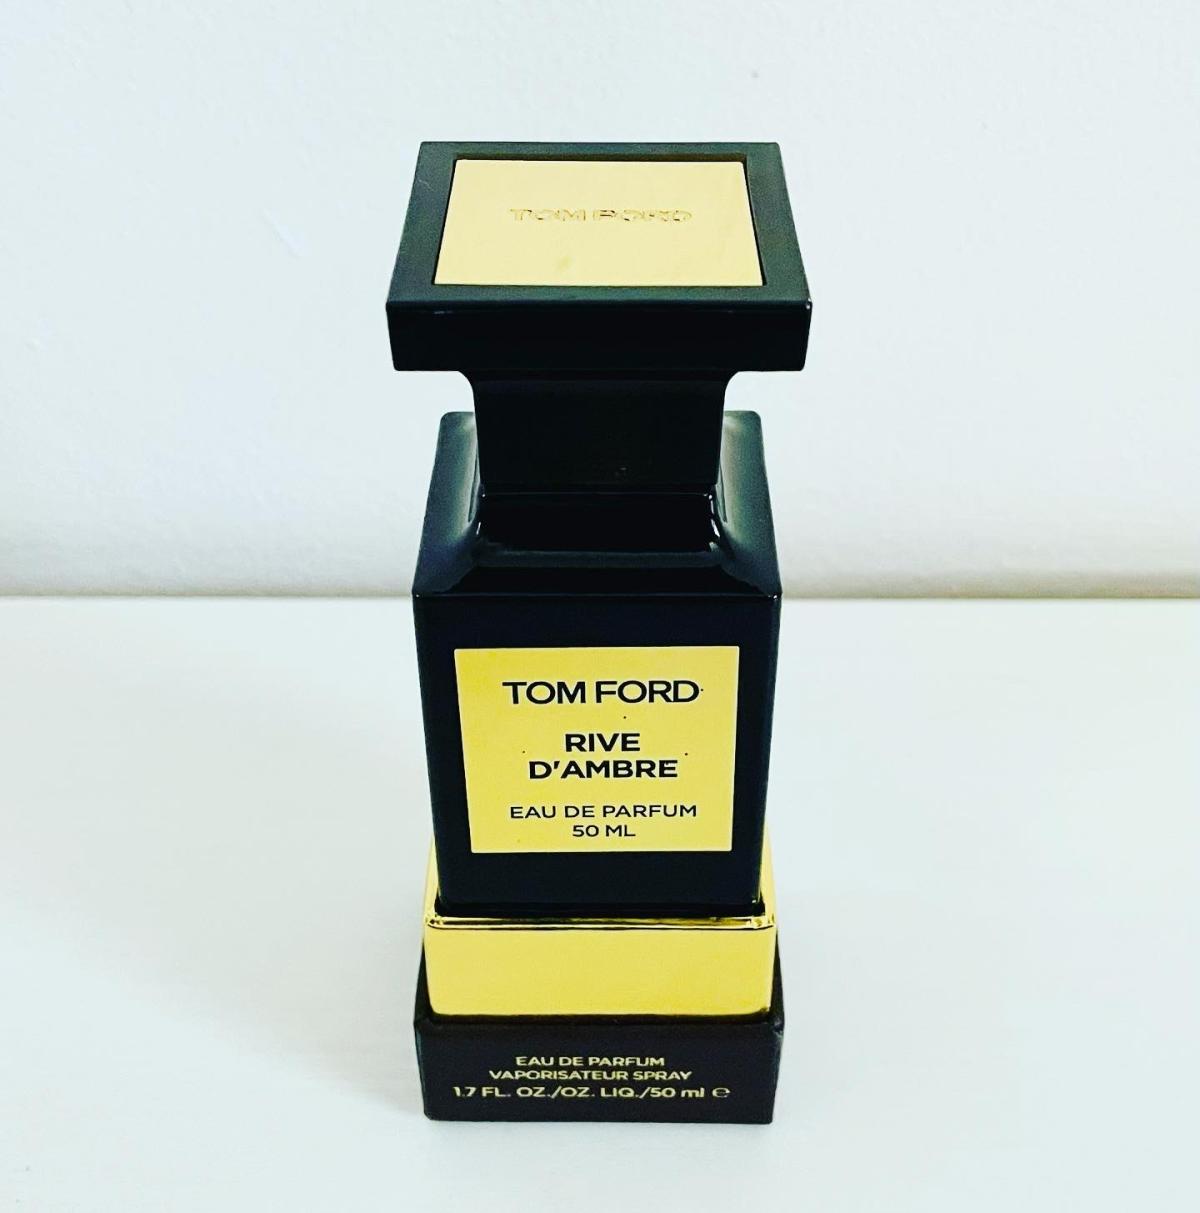 TOM FORD
TOM FORD
RIVE
D'AMBRE
EAU DE PARFUM
50 ML
EAU DE PARFUM
VAPORISATEUR SPRAY
1.7 FL. OZ./OZ. LIQ./50 ml ℮